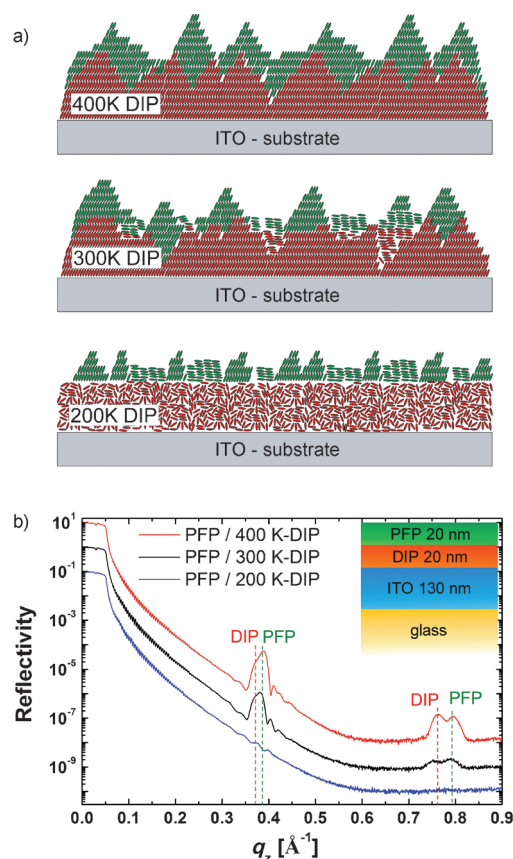 a)
400K DIP
ITO - substrate
300K DIP
ITO - substrate
200K DIP
ITO - substrate
b)
10¹
10⁻¹
10⁻³
10⁻⁵
10⁻⁷
10⁻⁹
Reflectivity
PFP / 400 K-DIP
PFP / 300 K-DIP
PFP / 200 K-DIP
PFP 20 nm
DIP 20 nm
ITO 130 nm
glass
DIP PFP
DIP PFP
0.0 0.1 0.2 0.3 0.4 0.5 0.6 0.7 0.8 0.9
q_z [Å⁻¹]